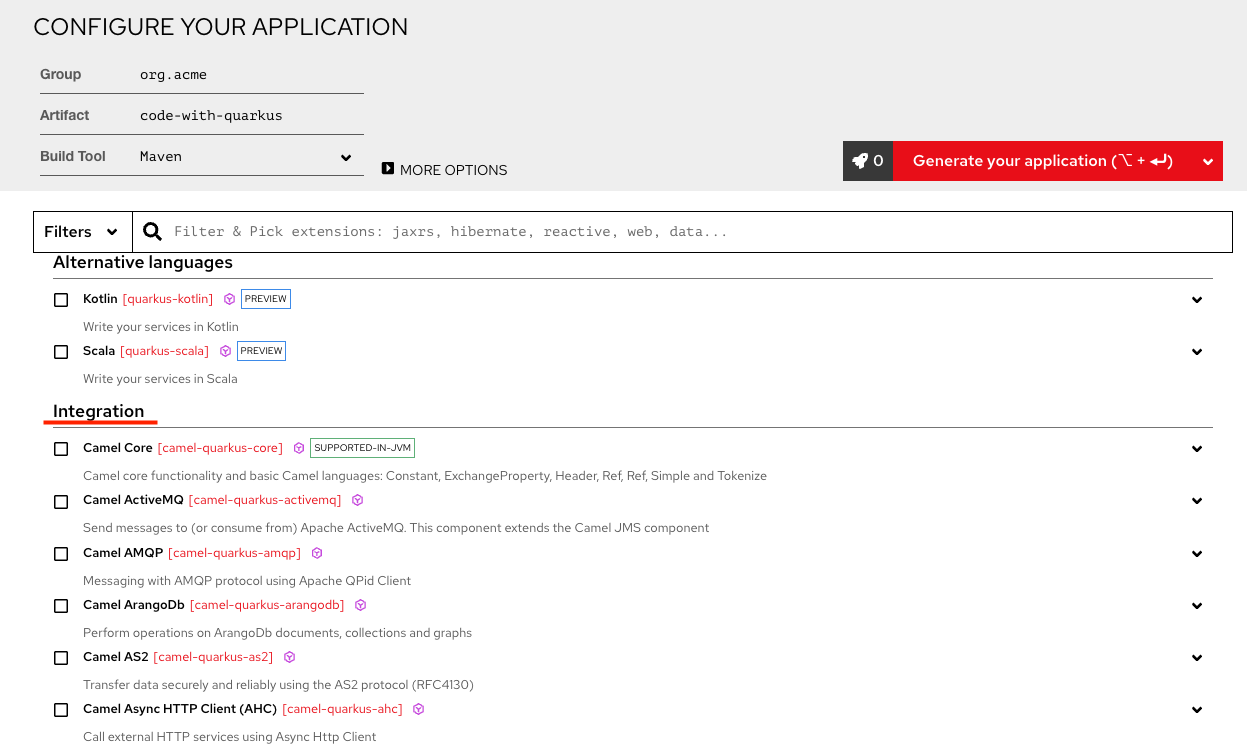 CONFIGURE YOUR APPLICATION
Group org.acme
Artifact code-with-quarkus
Build Tool Maven
MORE OPTIONS
0 Generate your application (⌥ + ↵)
Filters Filter & Pick extensions: jaxrs, hibernate, reactive, web, data...
Alternative languages
Kotlin [quarkus-kotlin] PREVIEW
Write your services in Kotlin
Scala [quarkus-scala] PREVIEW
Write your services in Scala
Integration
Camel Core [camel-quarkus-core] SUPPORTED-IN-JVM
Camel core functionality and basic Camel languages: Constant, ExchangeProperty, Header, Ref, Ref, Simple and Tokenize
Camel ActiveMQ [camel-quarkus-activemq]
Send messages to (or consume from) Apache ActiveMQ. This component extends the Camel JMS component
Camel AMQP [camel-quarkus-amqp]
Messaging with AMQP protocol using Apache QPid Client
Camel ArangoDb [camel-quarkus-arangodb]
Perform operations on ArangoDb documents, collections and graphs
Camel AS2 [camel-quarkus-as2]
Transfer data securely and reliably using the AS2 protocol (RFC4130)
Camel Async HTTP Client (AHC) [camel-quarkus-ahc]
Call external HTTP services using Async Http Client